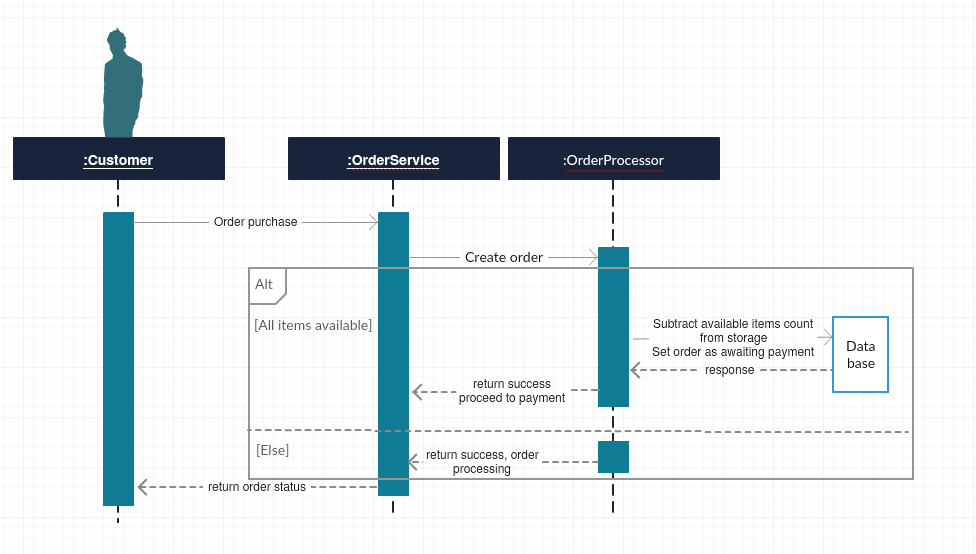 :Customer
:OrderService
:OrderProcessor
Order purchase
Create order
Alt
[All items available]
Subtract available items count
from storage
Set order as awaiting payment
Data
base
response
return success
proceed to payment
[Else]
return success, order
processing
return order status